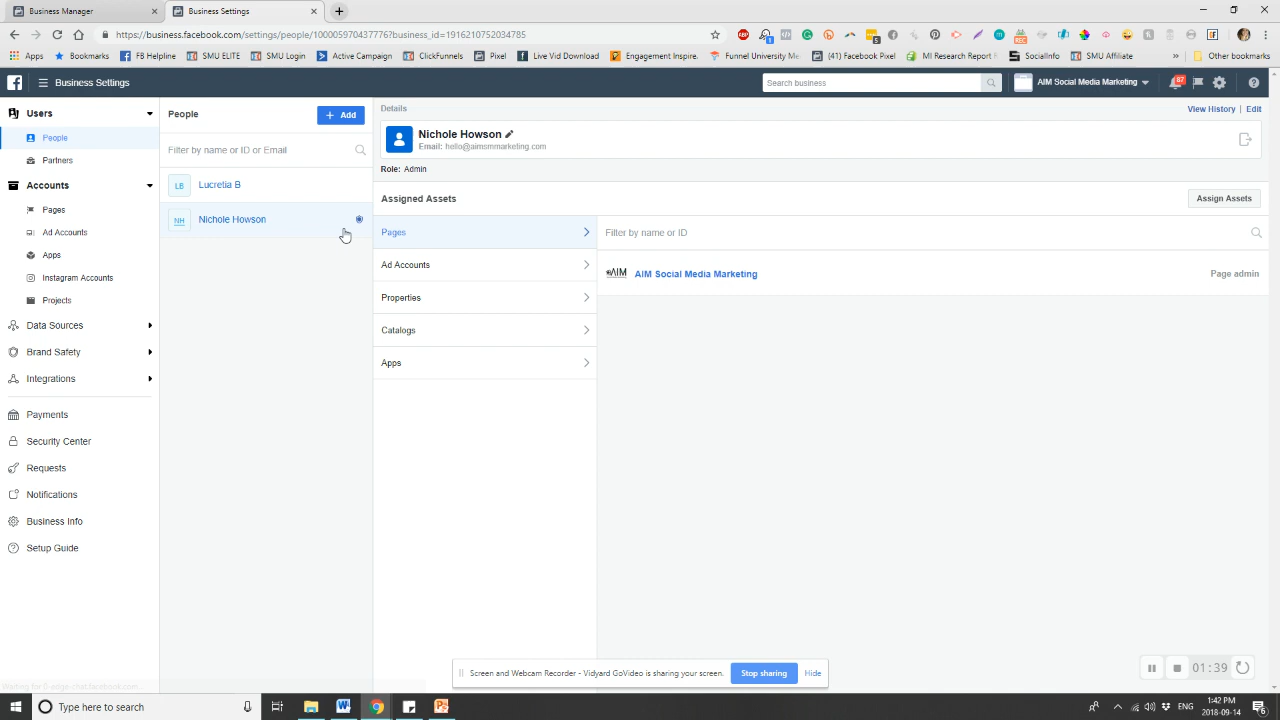 Business Manager
Business Settings
https://business.facebook.com/settings/people/100005970437776?business_id=1916210752034785
Apps
Bookmarks
FB Helpline
SMU ELITE
SMU Login
Active Campaign
ClickFunnels
Pixel
Live Vid Download
Engagement Inspire.
Funnel University Me
(41) Facebook Pixel
MI Research Report F
SocialInfo
SMU Affiliate
Other bookmarks
Business Settings
Search business
AIM Social Media Marketing
87
Users
People
Partners
Accounts
Pages
Ad Accounts
Apps
Instagram Accounts
Projects
Data Sources
Brand Safety
Integrations
Payments
Security Center
Requests
Notifications
Business Info
Setup Guide
People
+ Add
Filter by name or ID or Email
LB Lucretia B
NH Nichole Howson
Details
View History | Edit
Nichole Howson
Email: hello@aimsmmarketing.com
Role: Admin
Assigned Assets
Assign Assets
Pages
Ad Accounts
Properties
Catalogs
Apps
Filter by name or ID
AIM AIM Social Media Marketing
Page admin
Screen and Webcam Recorder - Vidyard GoVideo is sharing your screen.
Stop sharing
Hide
01:39
Type here to search
ENG
1:42 PM
2018-09-14